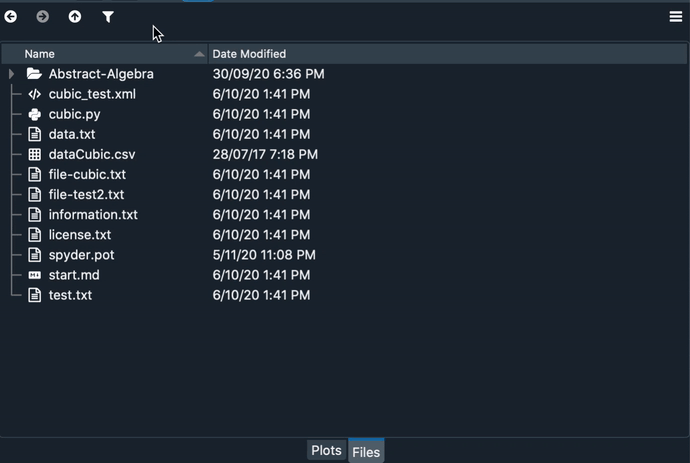 Name Date Modified
Abstract-Algebra 30/09/20 6:36 PM
cubic_test.xml 6/10/20 1:41 PM
cubic.py 6/10/20 1:41 PM
data.txt 6/10/20 1:41 PM
dataCubic.csv 28/07/17 7:18 PM
file-cubic.txt 6/10/20 1:41 PM
file-test2.txt 6/10/20 1:41 PM
information.txt 6/10/20 1:41 PM
license.txt 6/10/20 1:41 PM
spyder.pot 5/11/20 11:08 PM
start.md 6/10/20 1:41 PM
test.txt 6/10/20 1:41 PM
Plots Files